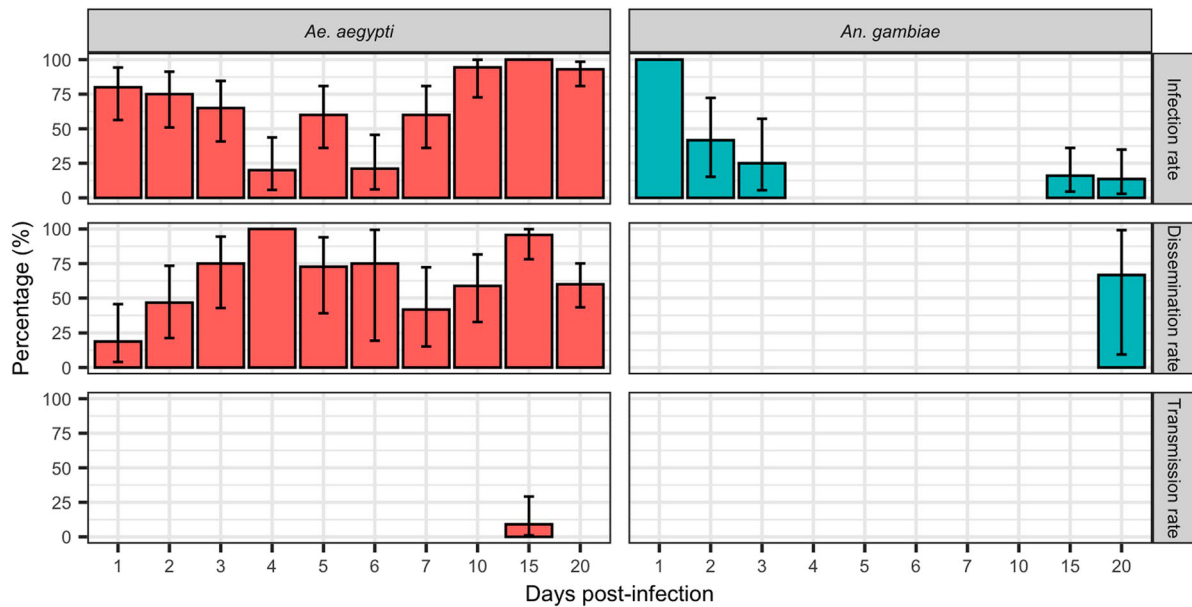 Ae. aegypti
An. gambiae
100
75
50
25
0
Infection rate
Percentage (%)
100
75
50
25
0
Dissemination rate
100
75
50
25
0
Transmission rate
1 2 3 4 5 6 7 10 15 20
1 2 3 4 5 6 7 10 15 20
Days post-infection